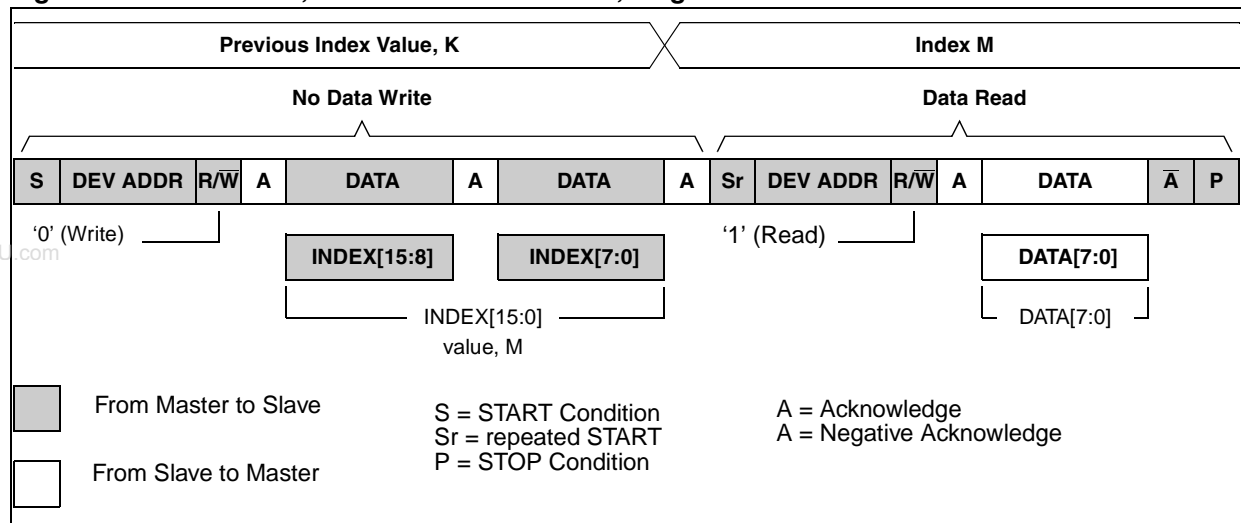 Previous Index Value, K Index M
No Data Write Data Read
S DEV ADDR R/W̅ A DATA A DATA A Sr DEV ADDR R/W̅ A DATA A̅ P
‘0’ (Write) ‘1’ (Read)
U.com
INDEX[15:8] INDEX[7:0] DATA[7:0]
INDEX[15:0] DATA[7:0]
value, M
From Master to Slave
From Slave to Master
S = START Condition
Sr = repeated START
P = STOP Condition
A = Acknowledge
A = Negative Acknowledge